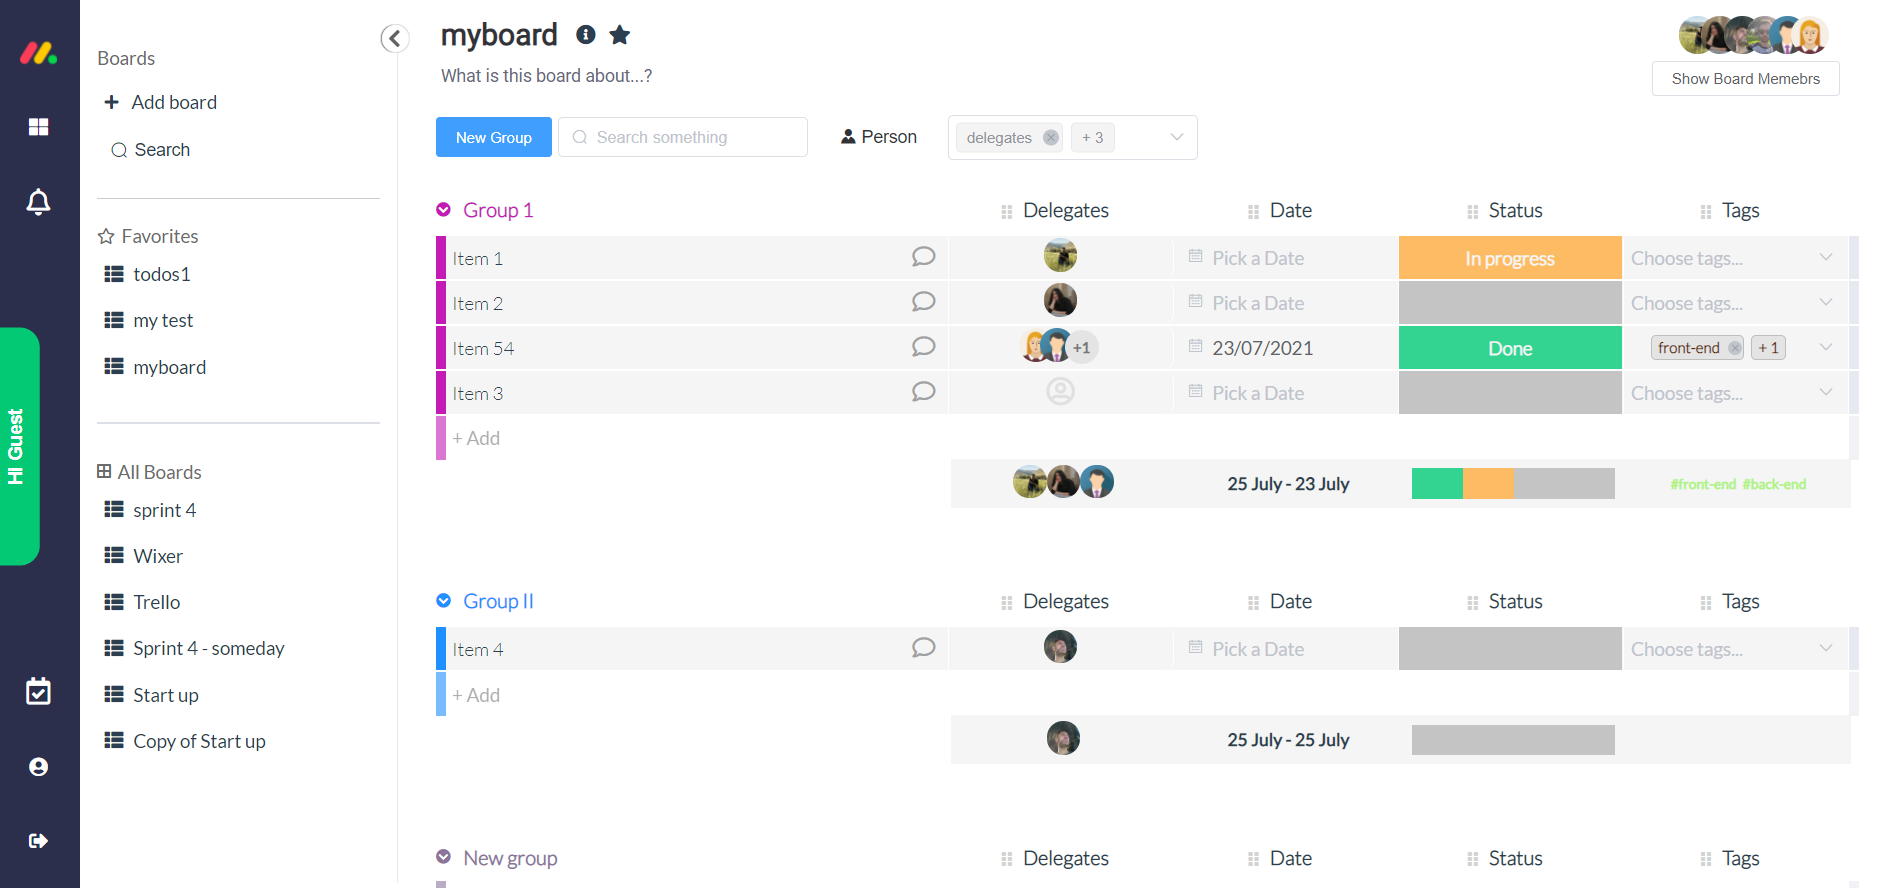 Hi Guest
Boards
Add board
Search
Favorites
todos1
my test
myboard
All Boards
sprint 4
Wixer
Trello
Sprint 4 - someday
Start up
Copy of Start up
myboard
What is this board about...?
Show Board Memebrs
New Group
Search something
Person
delegates
+ 3
Group 1 Delegates Date Status Tags
Item 1 Pick a Date In progress Choose tags...
Item 2 Pick a Date Choose tags...
Item 54 +1 23/07/2021 Done front-end + 1
Item 3 Pick a Date Choose tags...
+ Add
25 July - 23 July #front-end #back-end
Group II Delegates Date Status Tags
Item 4 Pick a Date Choose tags...
+ Add
25 July - 25 July
New group Delegates Date Status Tags